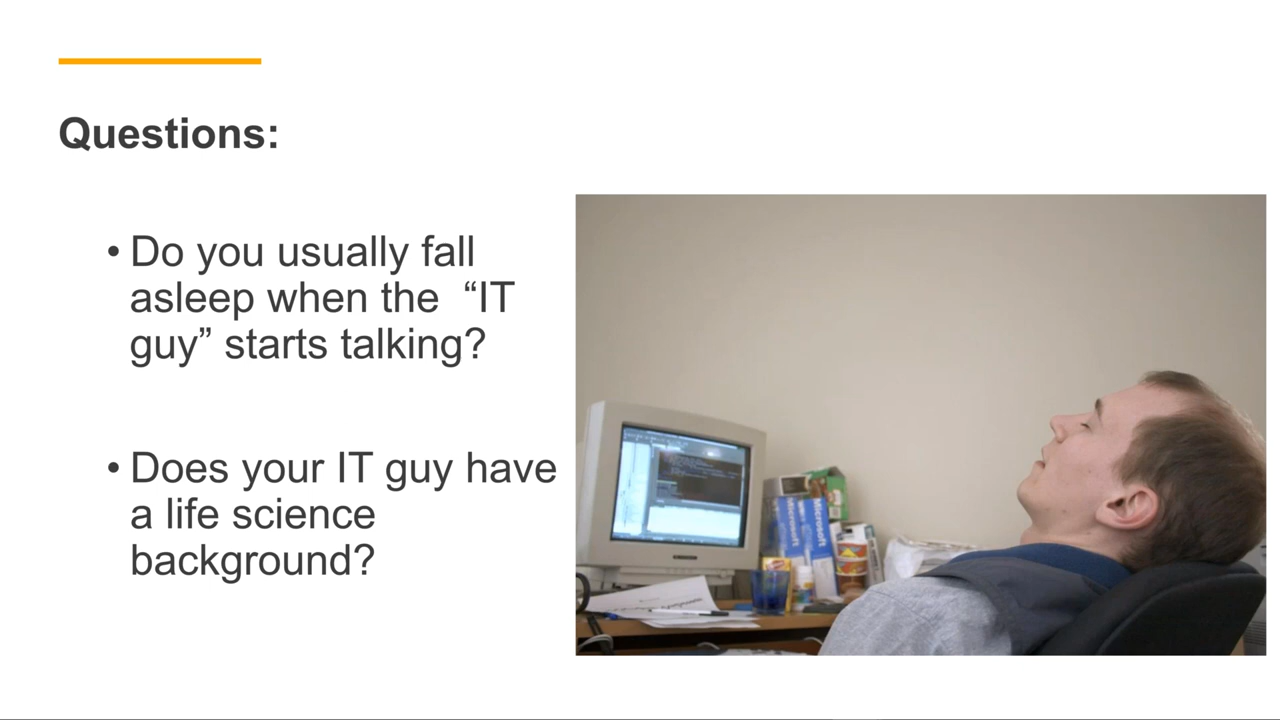 Questions:
• Do you usually fall
asleep when the  “IT
guy” starts talking?
• Does your IT guy have
a life science
background?
Microsoft
Microsoft